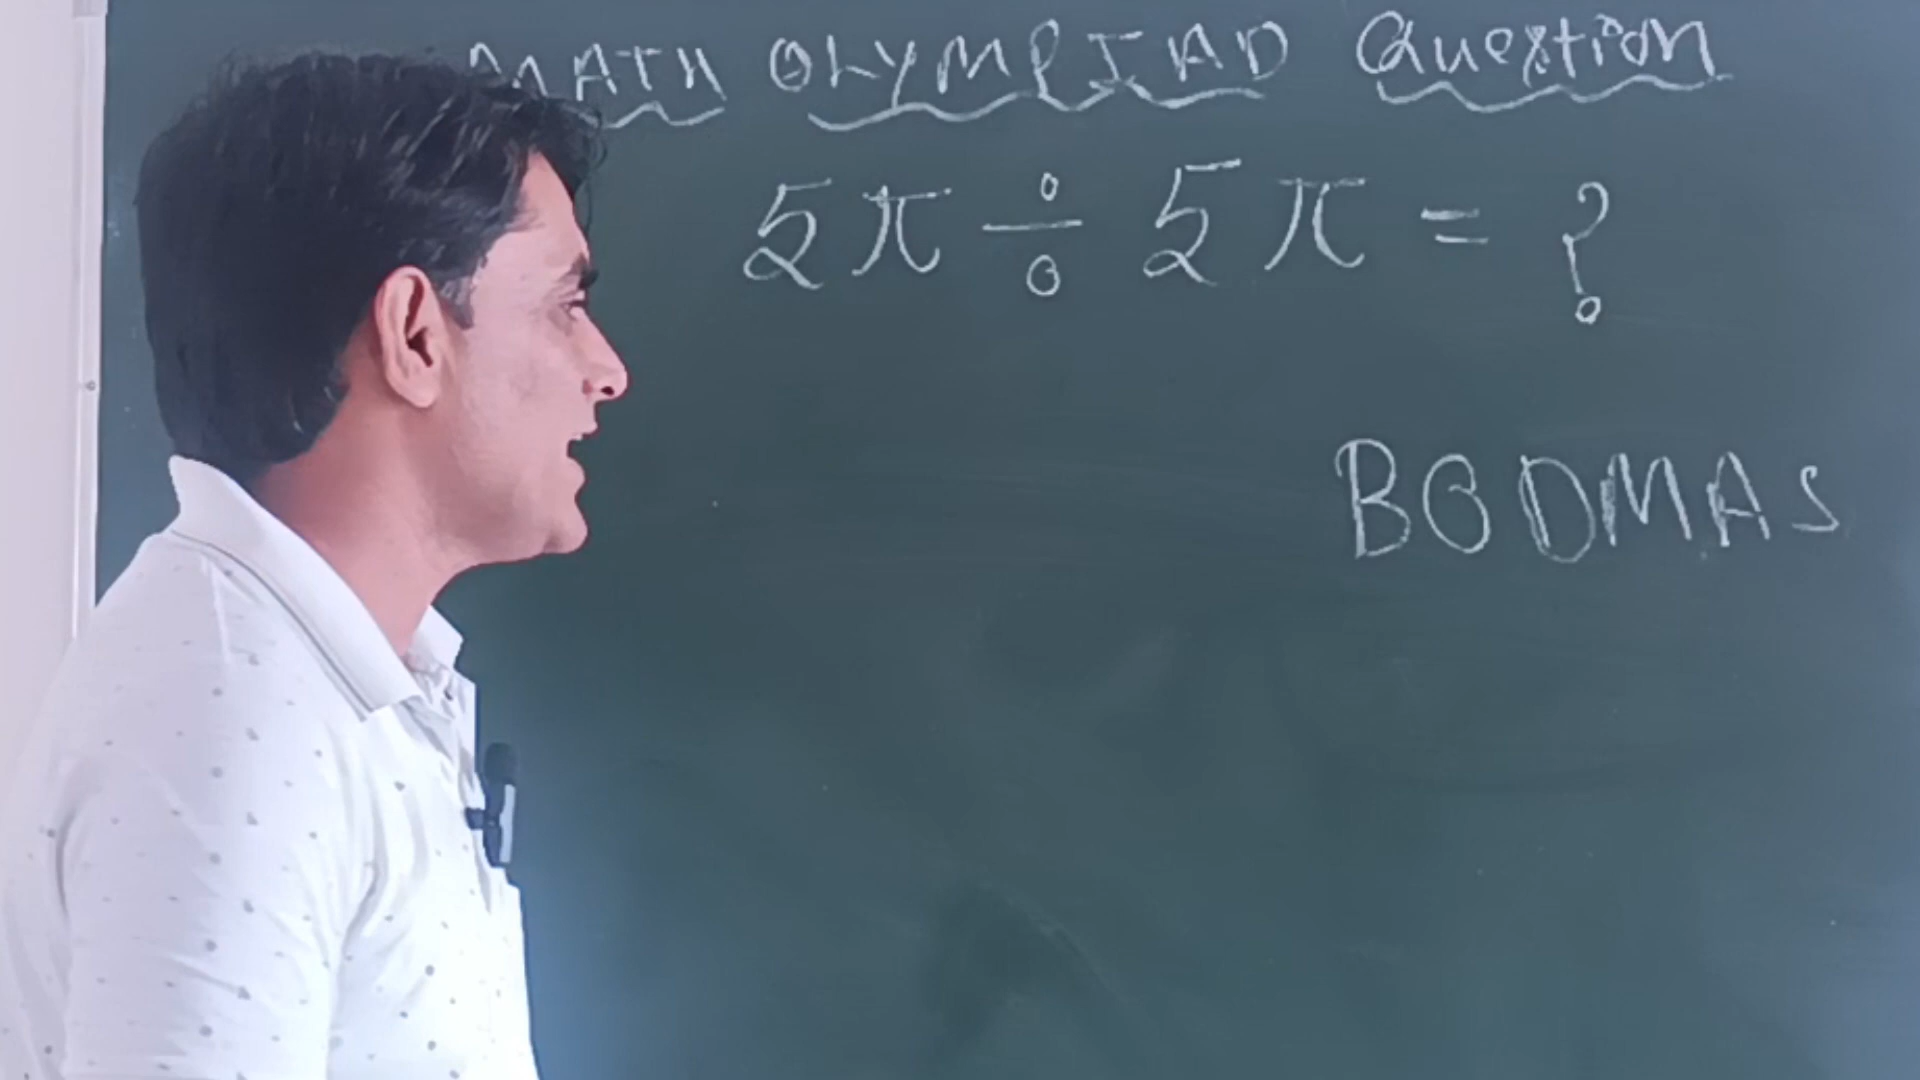 MATH OLYMPIAD Question
5π ÷ 5π = ?
BODMAS